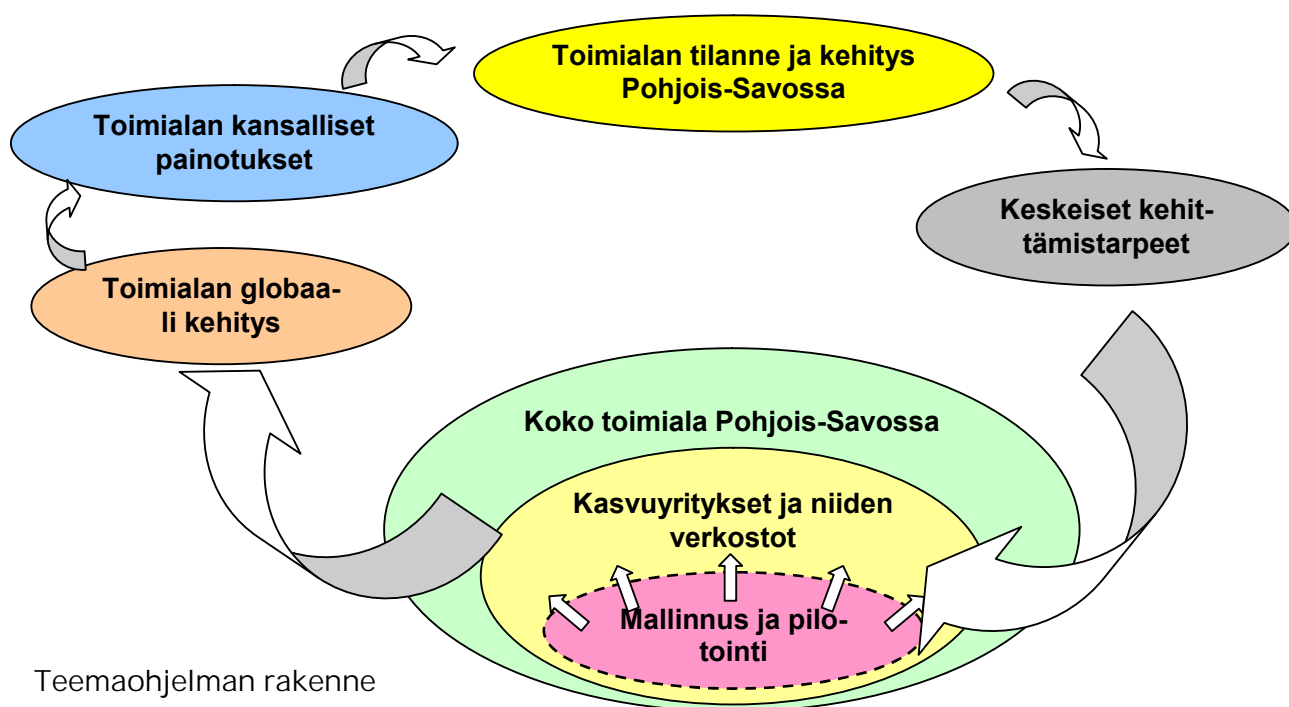 Toimialan tilanne ja kehitys
Pohjois-Savossa
Toimialan kansalliset
painotukset
Keskeiset kehit-
tämistarpeet
Toimialan globaa-
li kehitys
Koko toimiala Pohjois-Savossa
Kasvuyritykset ja niiden
verkostot
Mallinnus ja pilo-
tointi
Teemaohjelman rakenne